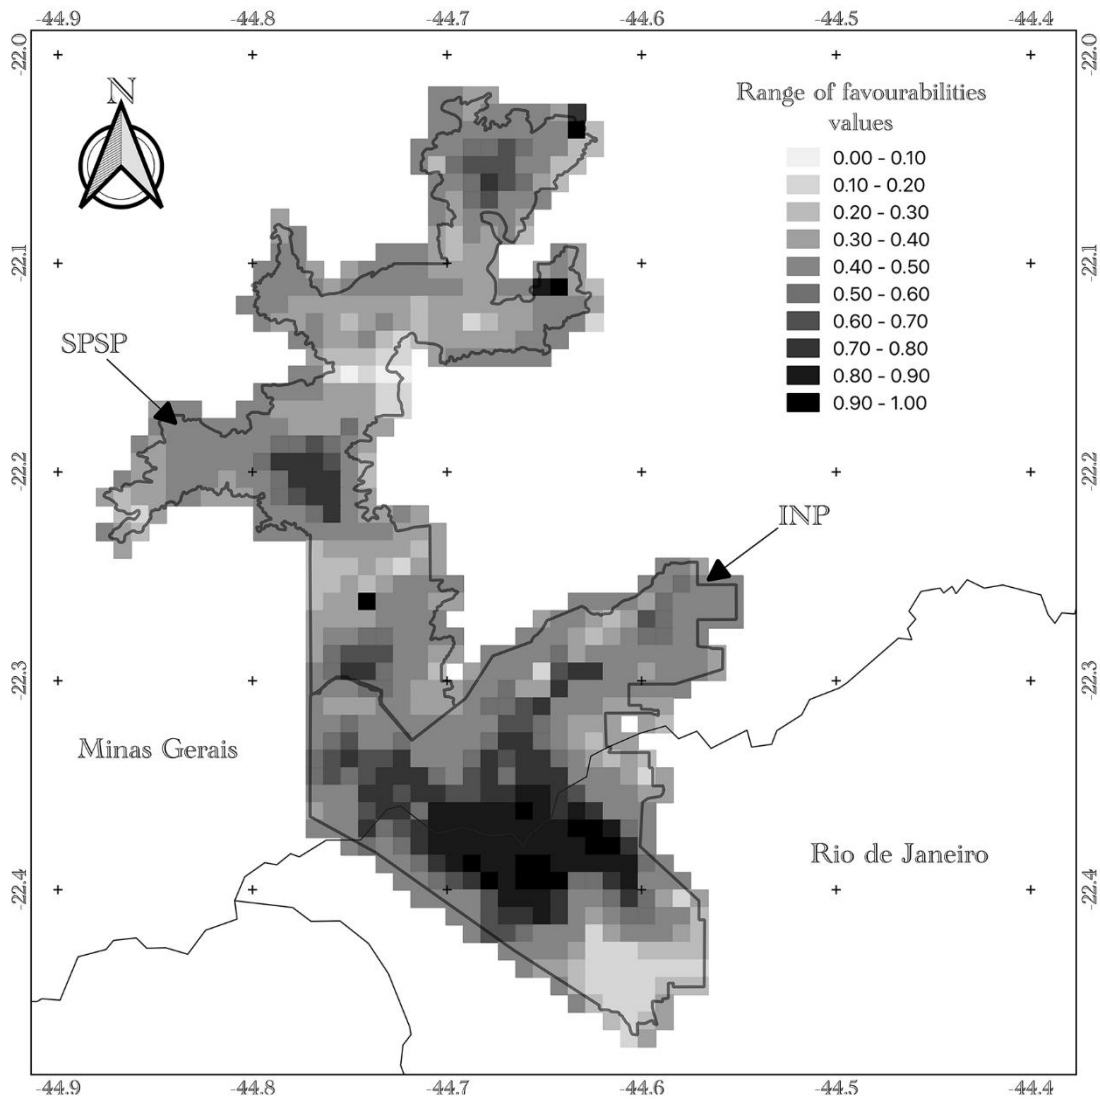 -44.9 -44.8 -44.7 -44.6 -44.5 -44.4
-22.0 -22.0
N
Range of favourabilities
values
0.00 - 0.10
0.10 - 0.20
0.20 - 0.30
0.30 - 0.40
0.40 - 0.50
0.50 - 0.60
0.60 - 0.70
0.70 - 0.80
0.80 - 0.90
0.90 - 1.00
-22.1 -22.1
SPSP
-22.2 -22.2
INP
-22.3 -22.3
Minas Gerais
Rio de Janeiro
-22.4 -22.4
-44.9 -44.8 -44.7 -44.6 -44.5 -44.4